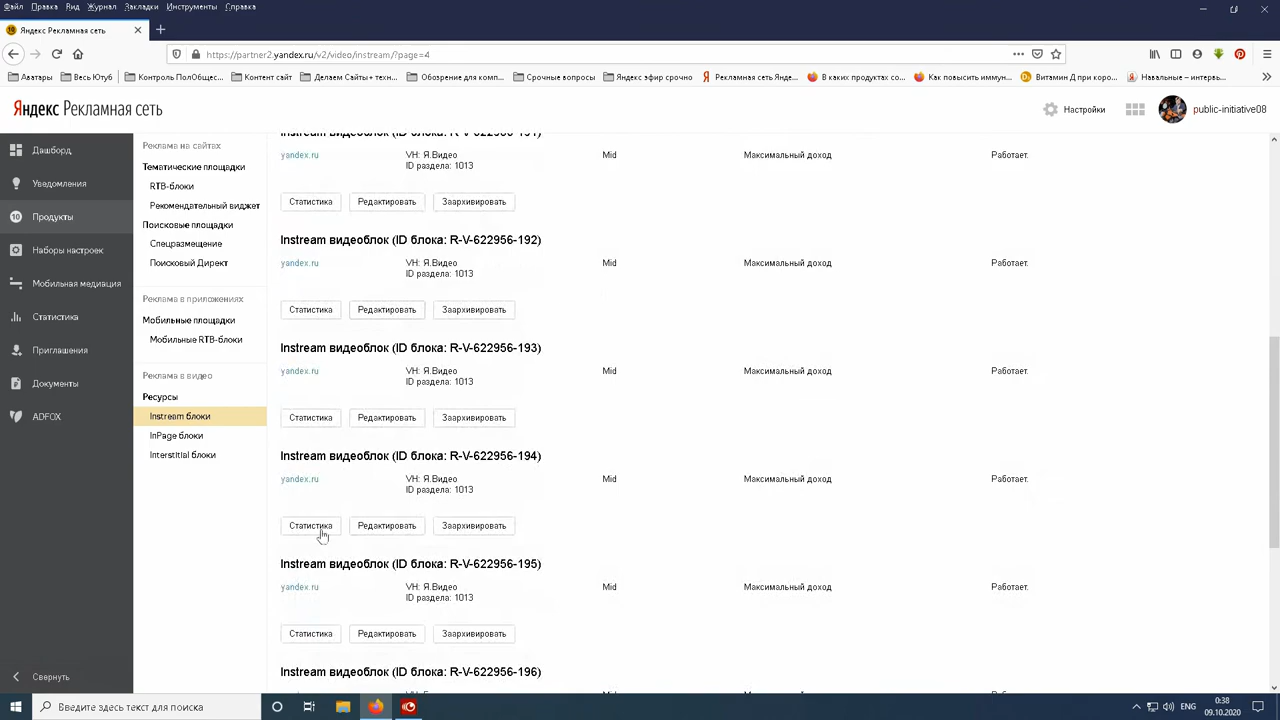 Файл Правка Вид Журнал Закладки Инструменты Справка
Яндекс Рекламная сеть
https://partner2.yandex.ru/v2/video/instream/?page=4
Аватары Весь Ютуб Контроль ПолОбщес... Контент сайт Делаем Сайты+ техн... Обозрение для комп... Срочные вопросы Яндекс эфир срочно Рекламная сеть Янде... В каких продуктах со... Как повысить иммун... Витамин Д при коро... «Навальные – интервь...
Яндекс Рекламная сеть
Настройки
public-initiative08
Дашборд
Уведомления
Продукты
Наборы настроек
Мобильная медиация
Статистика
Приглашения
Документы
ADFOX
Свернуть
Реклама на сайтах
Тематические площадки
RTB-блоки
Рекомендательный виджет
Поисковые площадки
Спецразмещение
Поисковый Директ
Реклама в приложениях
Мобильные площадки
Мобильные RTB-блоки
Реклама в видео
Ресурсы
Instream блоки
InPage блоки
Interstitial блоки
Instream видеоблок (ID блока: R-V-622956-191)
yandex.ru VH: Я.Видео Mid Максимальный доход Работает.
ID раздела: 1013
Статистика Редактировать Заархивировать
Instream видеоблок (ID блока: R-V-622956-192)
yandex.ru VH: Я.Видео Mid Максимальный доход Работает.
ID раздела: 1013
Статистика Редактировать Заархивировать
Instream видеоблок (ID блока: R-V-622956-193)
yandex.ru VH: Я.Видео Mid Максимальный доход Работает.
ID раздела: 1013
Статистика Редактировать Заархивировать
Instream видеоблок (ID блока: R-V-622956-194)
yandex.ru VH: Я.Видео Mid Максимальный доход Работает.
ID раздела: 1013
Статистика Редактировать Заархивировать
Instream видеоблок (ID блока: R-V-622956-195)
yandex.ru VH: Я.Видео Mid Максимальный доход Работает.
ID раздела: 1013
Статистика Редактировать Заархивировать
Instream видеоблок (ID блока: R-V-622956-196)
Введите здесь текст для поиска
ENG
0:38
09.10.2020